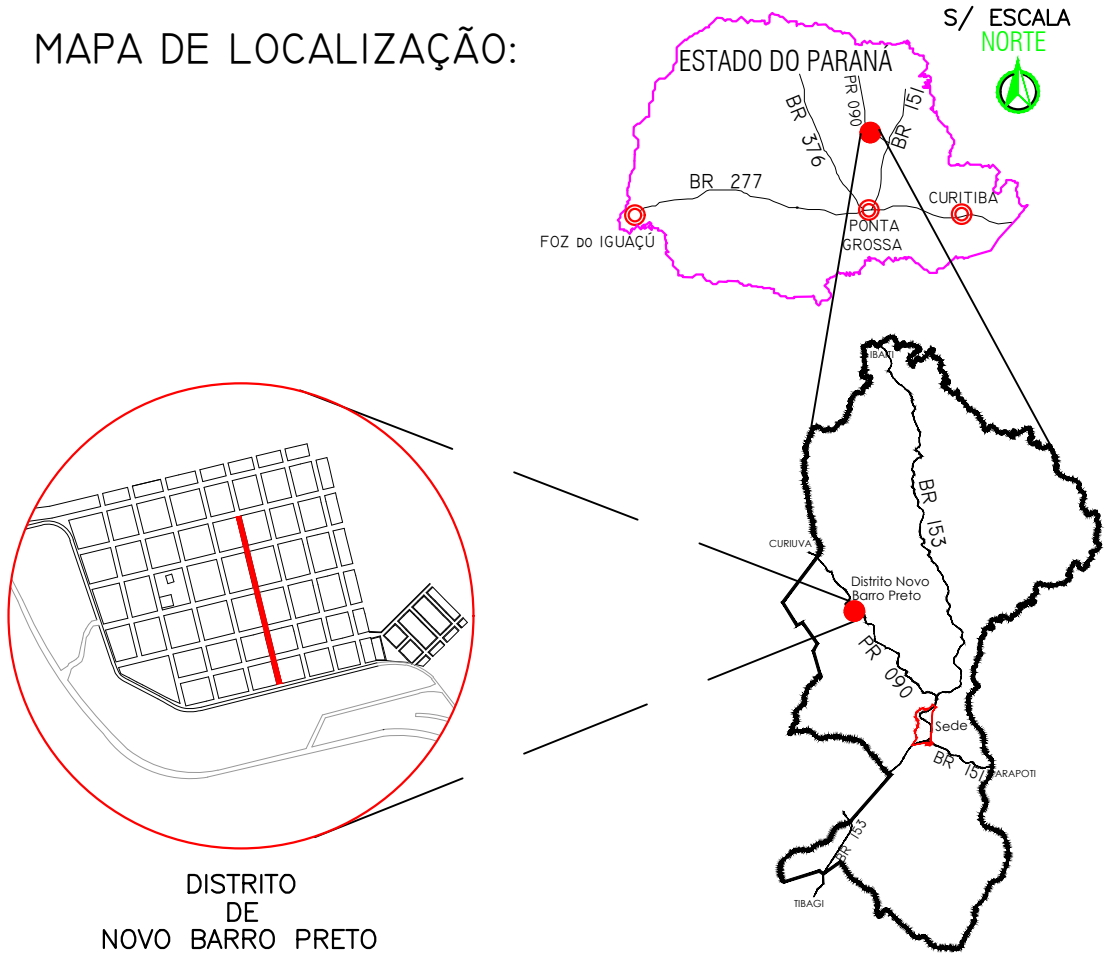 MAPA DE LOCALIZAÇÃO:
S/ ESCALA
NORTE
ESTADO DO PARANÁ
PR 090
BR 151
BR 376
BR 277
CURITIBA
PONTA
GROSSA
FOZ DO IGUAÇÚ
IBAITI
BR 153
CURIUVA
Distrito Novo
Barro Preto
PR 090
Sede
BR 151
ARAPOTI
BR 153
TIBAGI
DISTRITO
DE
NOVO BARRO PRETO